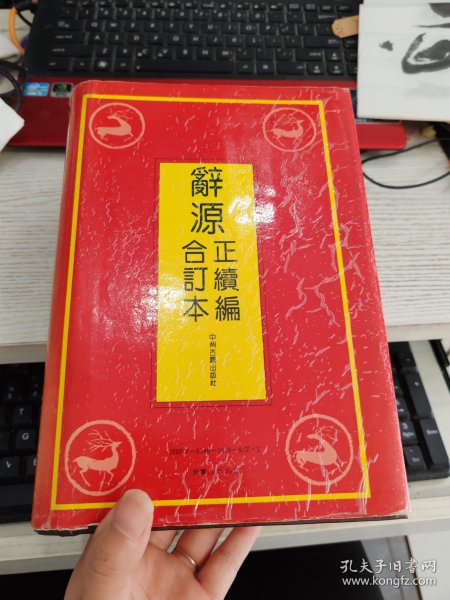 辭源
正續編
合訂本
中州古籍出版社
孔夫子旧书网
www.kongfz.com